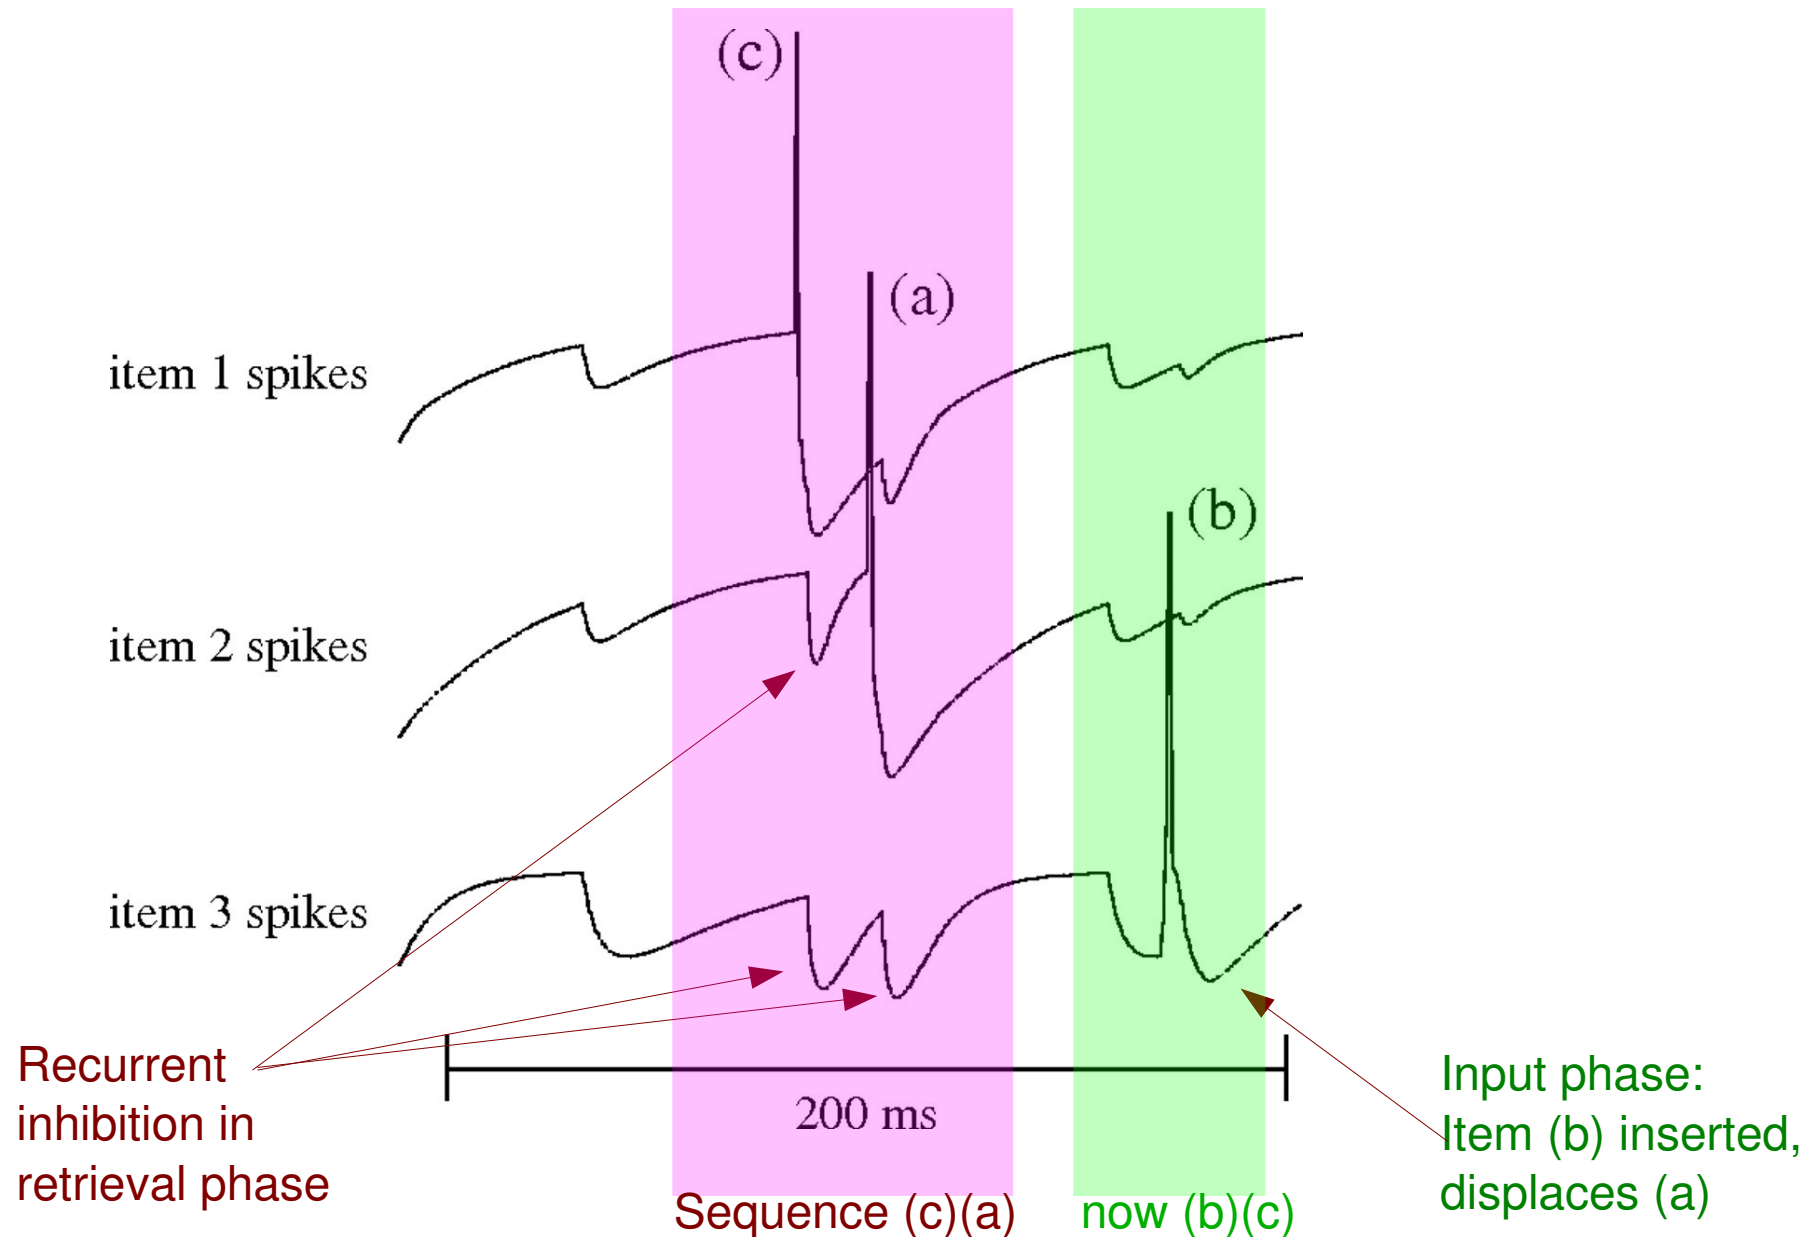 (c)
(a)
item 1 spikes
(b)
item 2 spikes
item 3 spikes
Recurrent
inhibition in
retrieval phase
200 ms
Input phase:
Item (b) inserted,
displaces (a)
Sequence (c)(a)
now (b)(c)